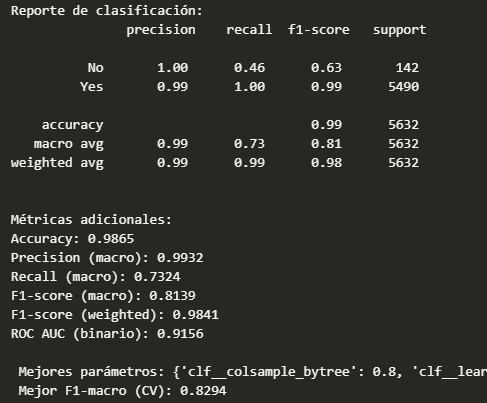 Reporte de clasificación:
precision recall f1-score support
No 1.00 0.46 0.63 142
Yes 0.99 1.00 0.99 5490
accuracy 0.99 5632
macro avg 0.99 0.73 0.81 5632
weighted avg 0.99 0.99 0.98 5632
Métricas adicionales:
Accuracy: 0.9865
Precision (macro): 0.9932
Recall (macro): 0.7324
F1-score (macro): 0.8139
F1-score (weighted): 0.9841
ROC AUC (binario): 0.9156
Mejores parámetros: {'clf__colsample_bytree': 0.8, 'clf__lear
Mejor F1-macro (CV): 0.8294